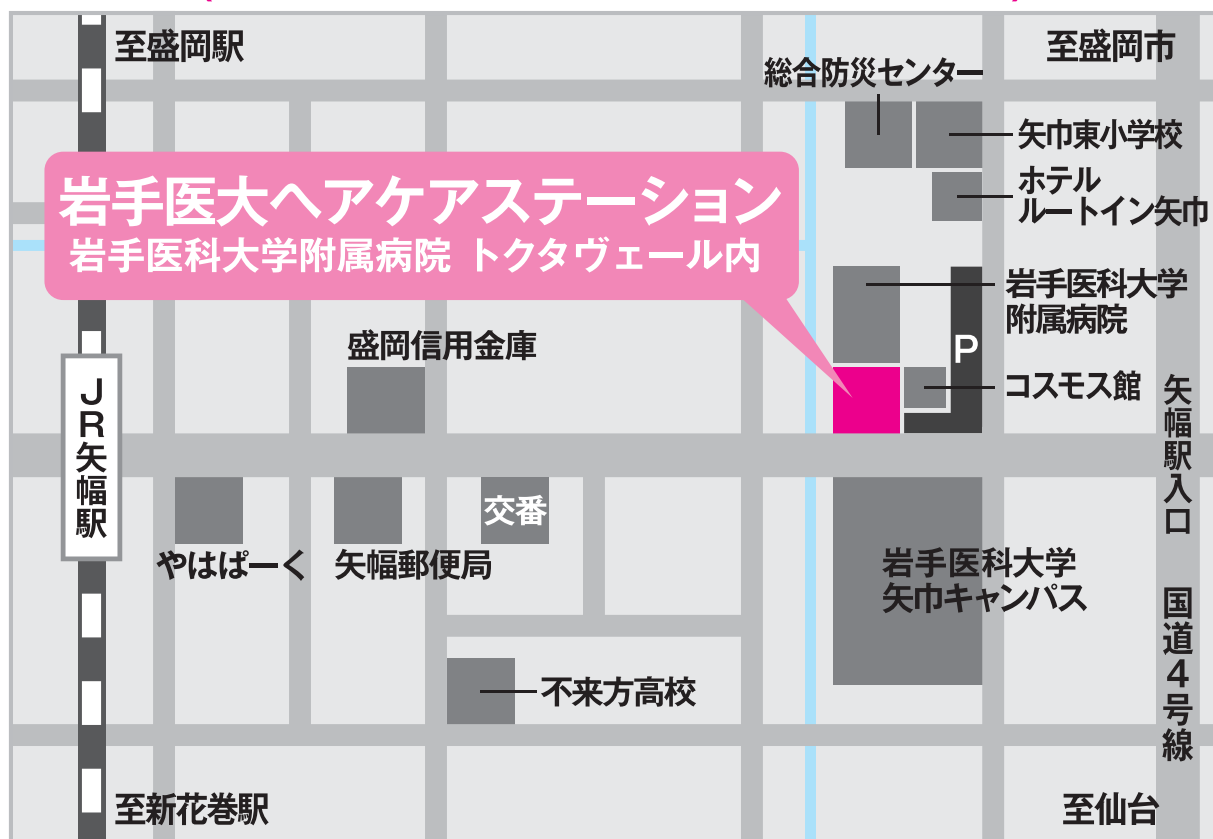 至盛岡駅
至盛岡市
総合防災センター
矢巾東小学校
ホテル
ルートイン矢巾
岩手医大ヘアケアステーション
岩手医科大学附属病院 トクタヴェール内
岩手医科大学
附属病院
P
コスモス館
盛岡信用金庫
JR矢幅駅
矢幅駅入口
交番
やはぱーく
矢幅郵便局
岩手医科大学
矢巾キャンパス
国道4号線
不来方高校
至新花巻駅
至仙台